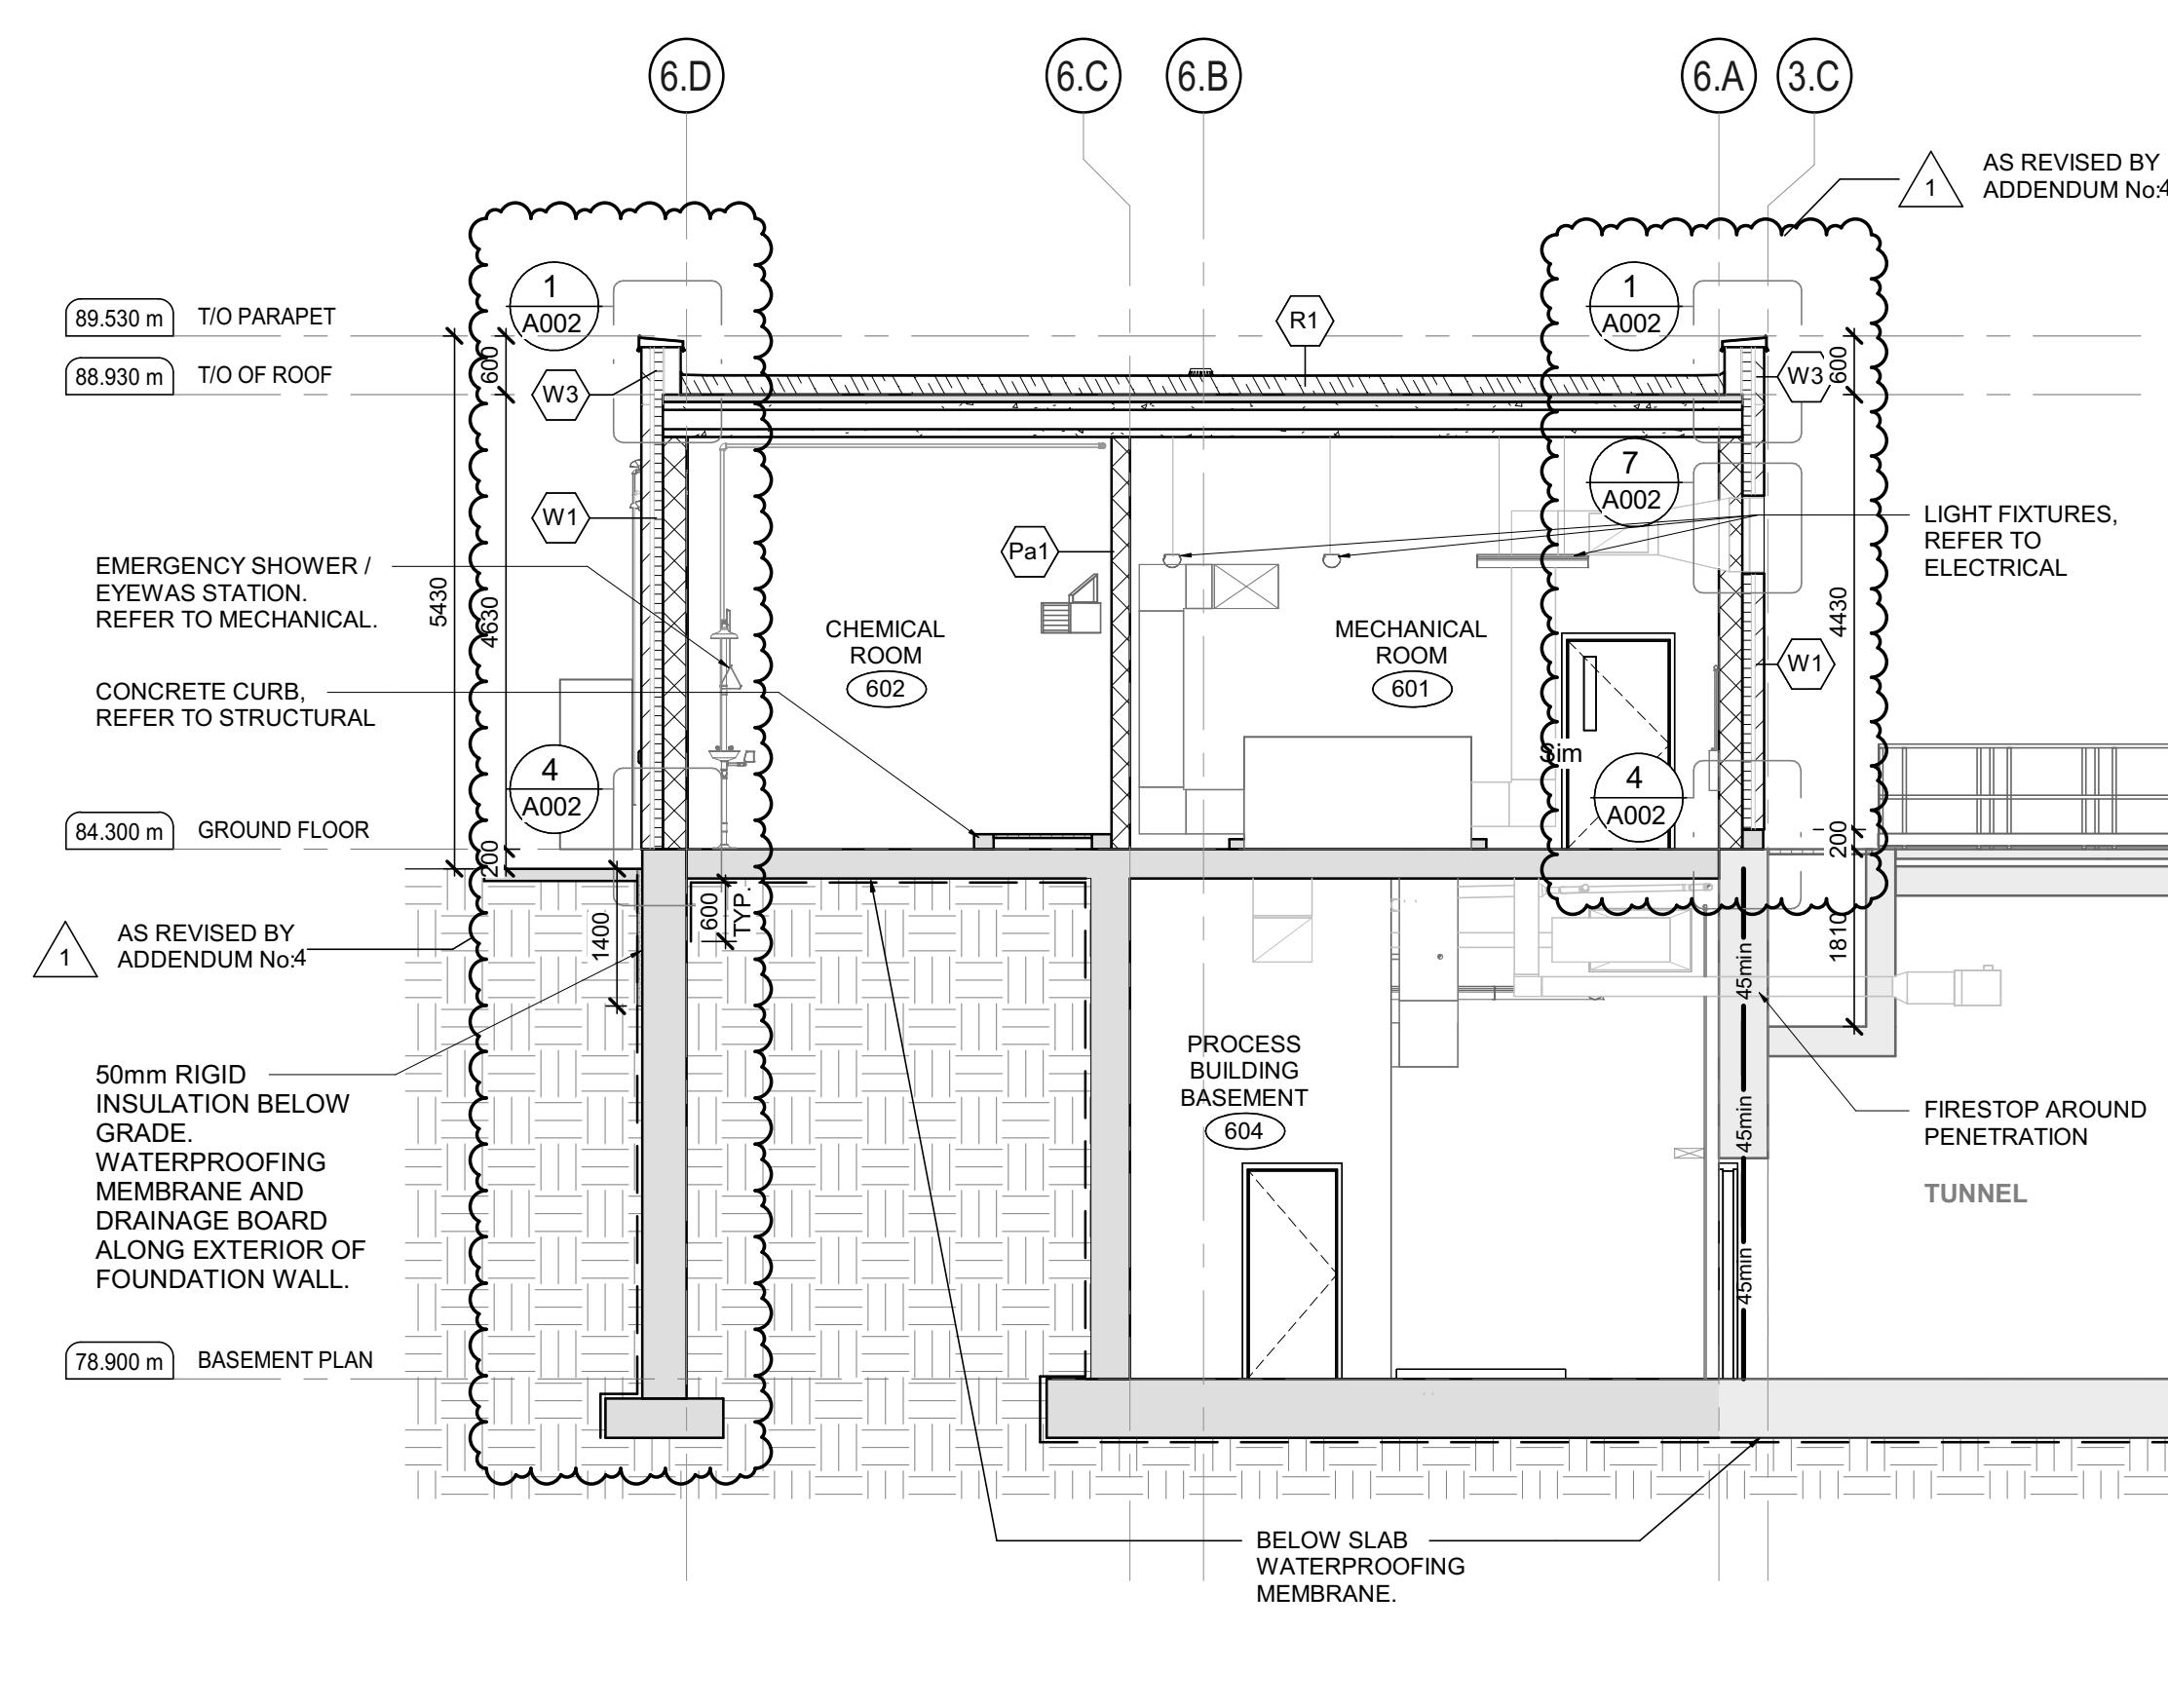 6.D
6.C
6.B
6.A
3.C
1
AS REVISED BY
ADDENDUM No:4
1
A002
1
A002
R1
89.530 m
T/O PARAPET
88.930 m
T/O OF ROOF
600
W3
W3
600
7
A002
W1
Pa1
LIGHT FIXTURES,
REFER TO
ELECTRICAL
EMERGENCY SHOWER /
EYEWAS STATION.
REFER TO MECHANICAL.
5430
4630
4430
CHEMICAL
ROOM
602
MECHANICAL
ROOM
601
W1
CONCRETE CURB,
REFER TO STRUCTURAL
Sim
4
A002
4
A002
84.300 m
GROUND FLOOR
200
200
1
AS REVISED BY
ADDENDUM No:4
1400
600
TYP.
1810
45min
45min
45min
50mm RIGID
INSULATION BELOW
GRADE.
WATERPROOFING
MEMBRANE AND
DRAINAGE BOARD
ALONG EXTERIOR OF
FOUNDATION WALL.
PROCESS
BUILDING
BASEMENT
604
FIRESTOP AROUND
PENETRATION
TUNNEL
78.900 m
BASEMENT PLAN
BELOW SLAB
WATERPROOFING
MEMBRANE.